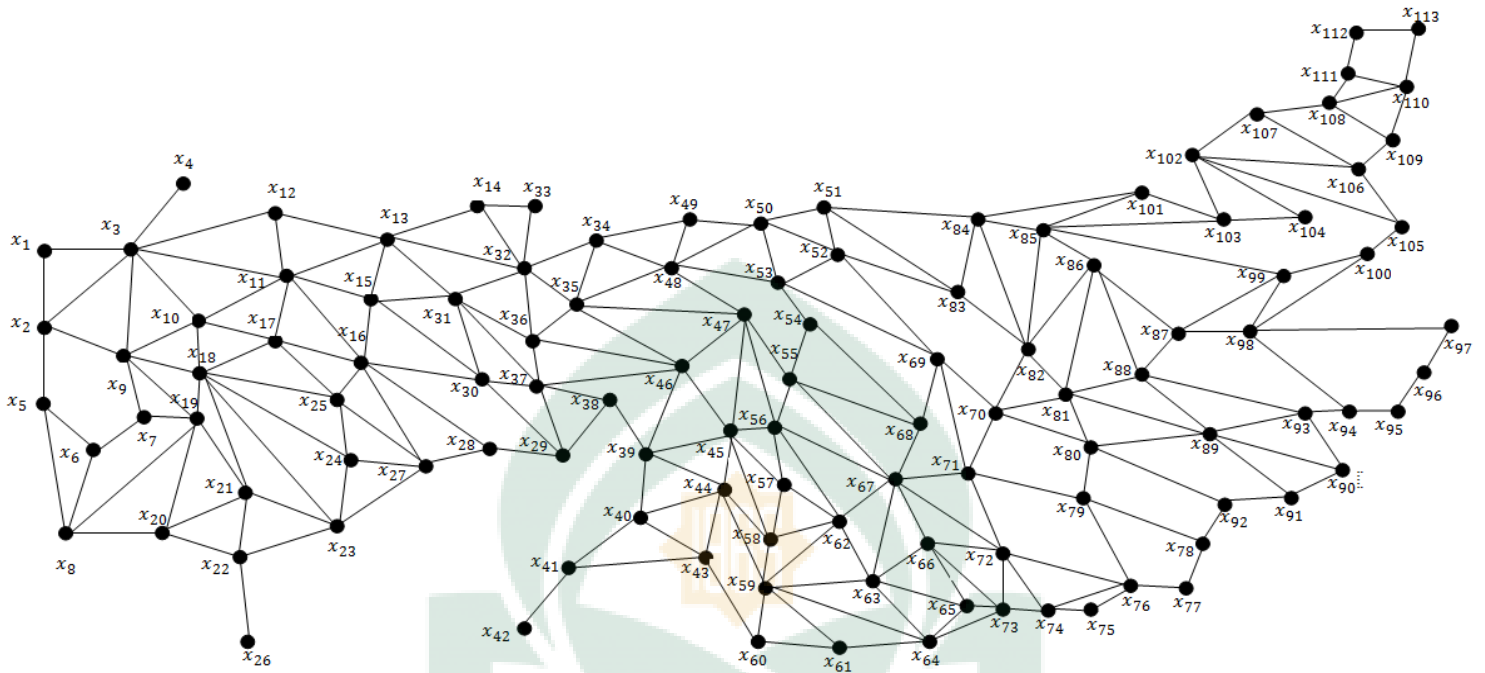 x₁₁₃
x₁₁₂
x₁₁₁
x₁₁₀
x₁₀₈
x₁₀₇
x₁₀₉
x₁₀₂
x₁₀₆
x₄
x₁₂
x₁₄
x₃₃
x₅₁
x₄₉
x₅₀
x₁₀₁
x₃
x₁₃
x₃₄
x₈₄
x₈₅
x₁₀₃
x₁₀₄
x₁₀₅
x₁
x₃₂
x₅₂
x₁₁
x₁₅
x₃₅
x₄₈
x₅₃
x₈₆
x₉₉
x₁₀₀
x₂
x₁₀
x₁₇
x₁₆
x₃₁
x₃₆
x₄₇
x₅₄
x₈₃
x₈₇
x₉₈
x₉₇
x₁₈
x₅₅
x₆₉
x₈₂
x₈₈
x₉
x₃₀
x₃₇
x₄₆
x₉₆
x₅
x₁₉
x₂₅
x₃₈
x₅₆
x₇₀
x₈₁
x₉₃
x₉₄
x₉₅
x₇
x₆
x₂₈
x₂₉
x₃₉
x₄₅
x₆₈
x₈₀
x₈₉
x₂₄
x₂₇
x₂₁
x₄₄
x₅₇
x₆₇
x₇₁
x₉₀
x₂₀
x₄₀
x₇₉
x₉₂
x₉₁
x₂₃
x₅₈
x₆₂
x₇₈
x₈
x₂₂
x₄₁
x₄₃
x₅₉
x₆₆
x₇₂
x₆₃
x₇₆
x₇₇
x₆₅
x₇₃
x₇₄
x₇₅
x₄₂
x₂₆
x₆₀
x₆₁
x₆₄